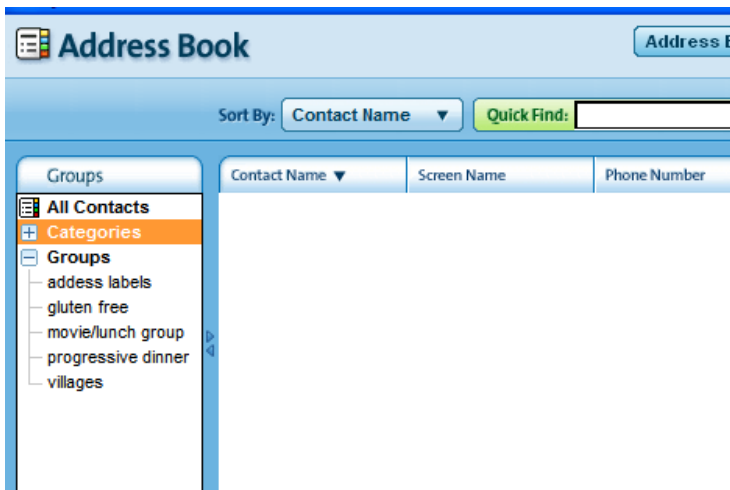 Address Book
Address
Sort By: Contact Name Quick Find:
Groups Contact Name Screen Name Phone Number
All Contacts
Categories
Groups
addess labels
gluten free
movie/lunch group
progressive dinner
villages